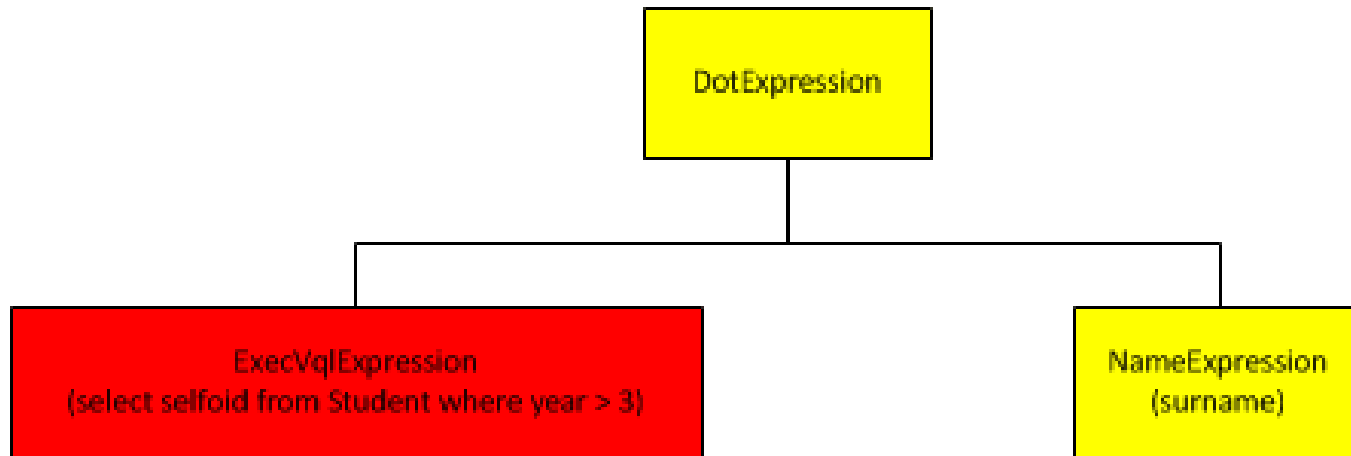 DotExpression
ExecVqlExpression
(select selfoid from Student where year > 3)
NameExpression
(surname)